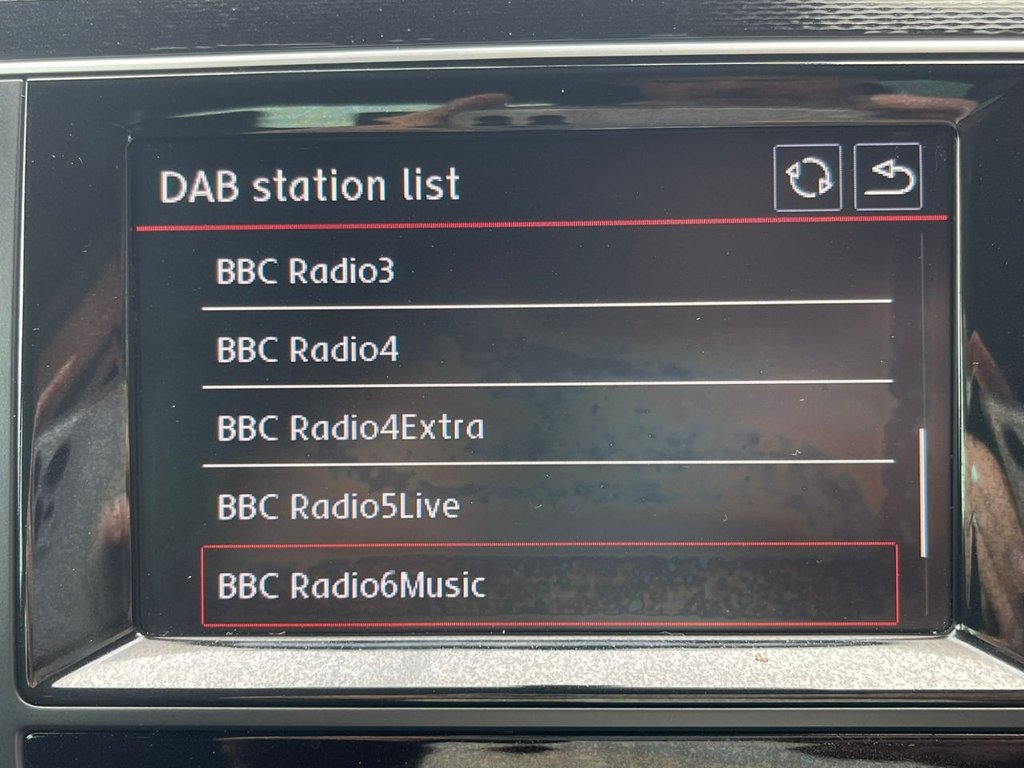 DAB station list
BBC Radio3
BBC Radio4
BBC Radio4Extra
BBC Radio5Live
BBC Radio6Music